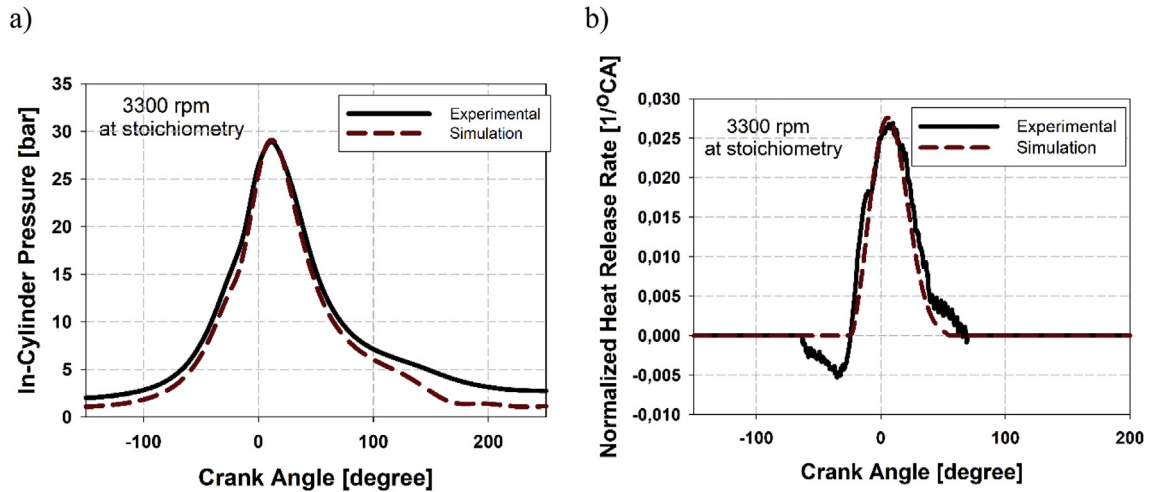 a)
In-Cylinder Pressure [bar]
35
30
25
20
15
10
5
0
3300 rpm
at stoichiometry
Experimental
Simulation
-100
0
100
200
Crank Angle [degree]
b)
Normalized Heat Release Rate [1/ºCA]
0,030
0,025
0,020
0,015
0,010
0,005
0,000
-0,005
-0,010
3300 rpm
at stoichiometry
Experimental
Simulation
-100
0
100
200
Crank Angle [degree]